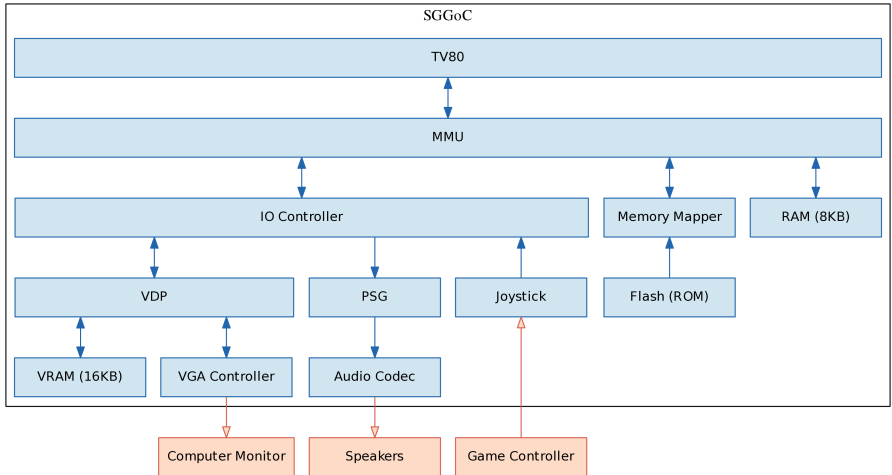 SGGoC
TV80
MMU
IO Controller
Memory Mapper
RAM (8KB)
VDP
PSG
Joystick
Flash (ROM)
VRAM (16KB)
VGA Controller
Audio Codec
Computer Monitor
Speakers
Game Controller